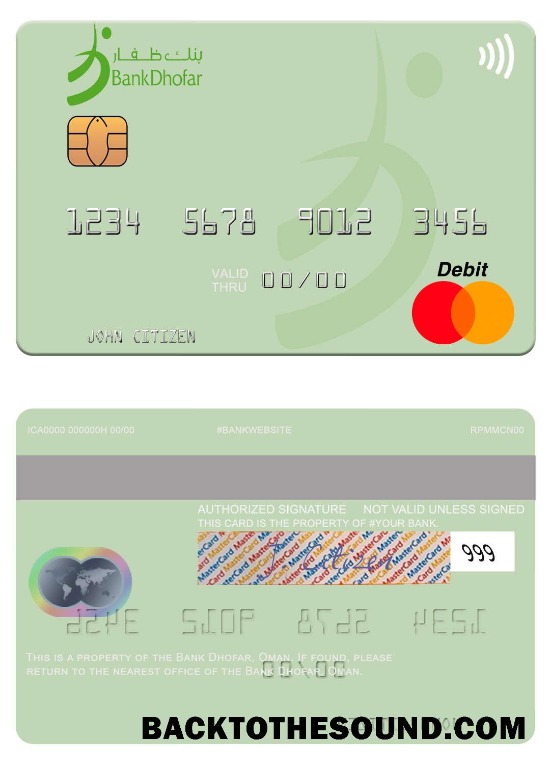 بنك ظفار
BankDhofar
1234 5678 9012 3456
VALID THRU 00/00
Debit
JOHN CITIZEN
ICA0000 000000H 00/00 #BANKWEBSITE RPMMCN00
AUTHORIZED SIGNATURE NOT VALID UNLESS SIGNED
THIS CARD IS THE PROPERTY OF #YOUR BANK.
MasterCard MasterCard MasterCard
999
THIS IS A PROPERTY OF THE BANK DHOFAR, OMAN. IF FOUND, PLEASE
RETURN TO THE NEAREST OFFICE OF THE BANK DHOFAR, OMAN.
BACKTOTHESOUND.COM